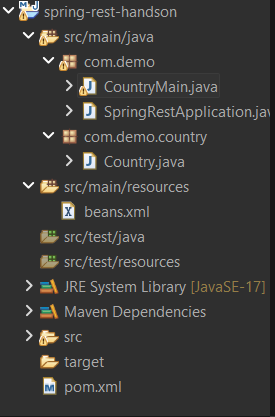 spring-rest-handson
src/main/java
com.demo
CountryMain.java
SpringRestApplication.jav
com.demo.country
Country.java
src/main/resources
beans.xml
src/test/java
src/test/resources
JRE System Library [JavaSE-17]
Maven Dependencies
src
target
pom.xml